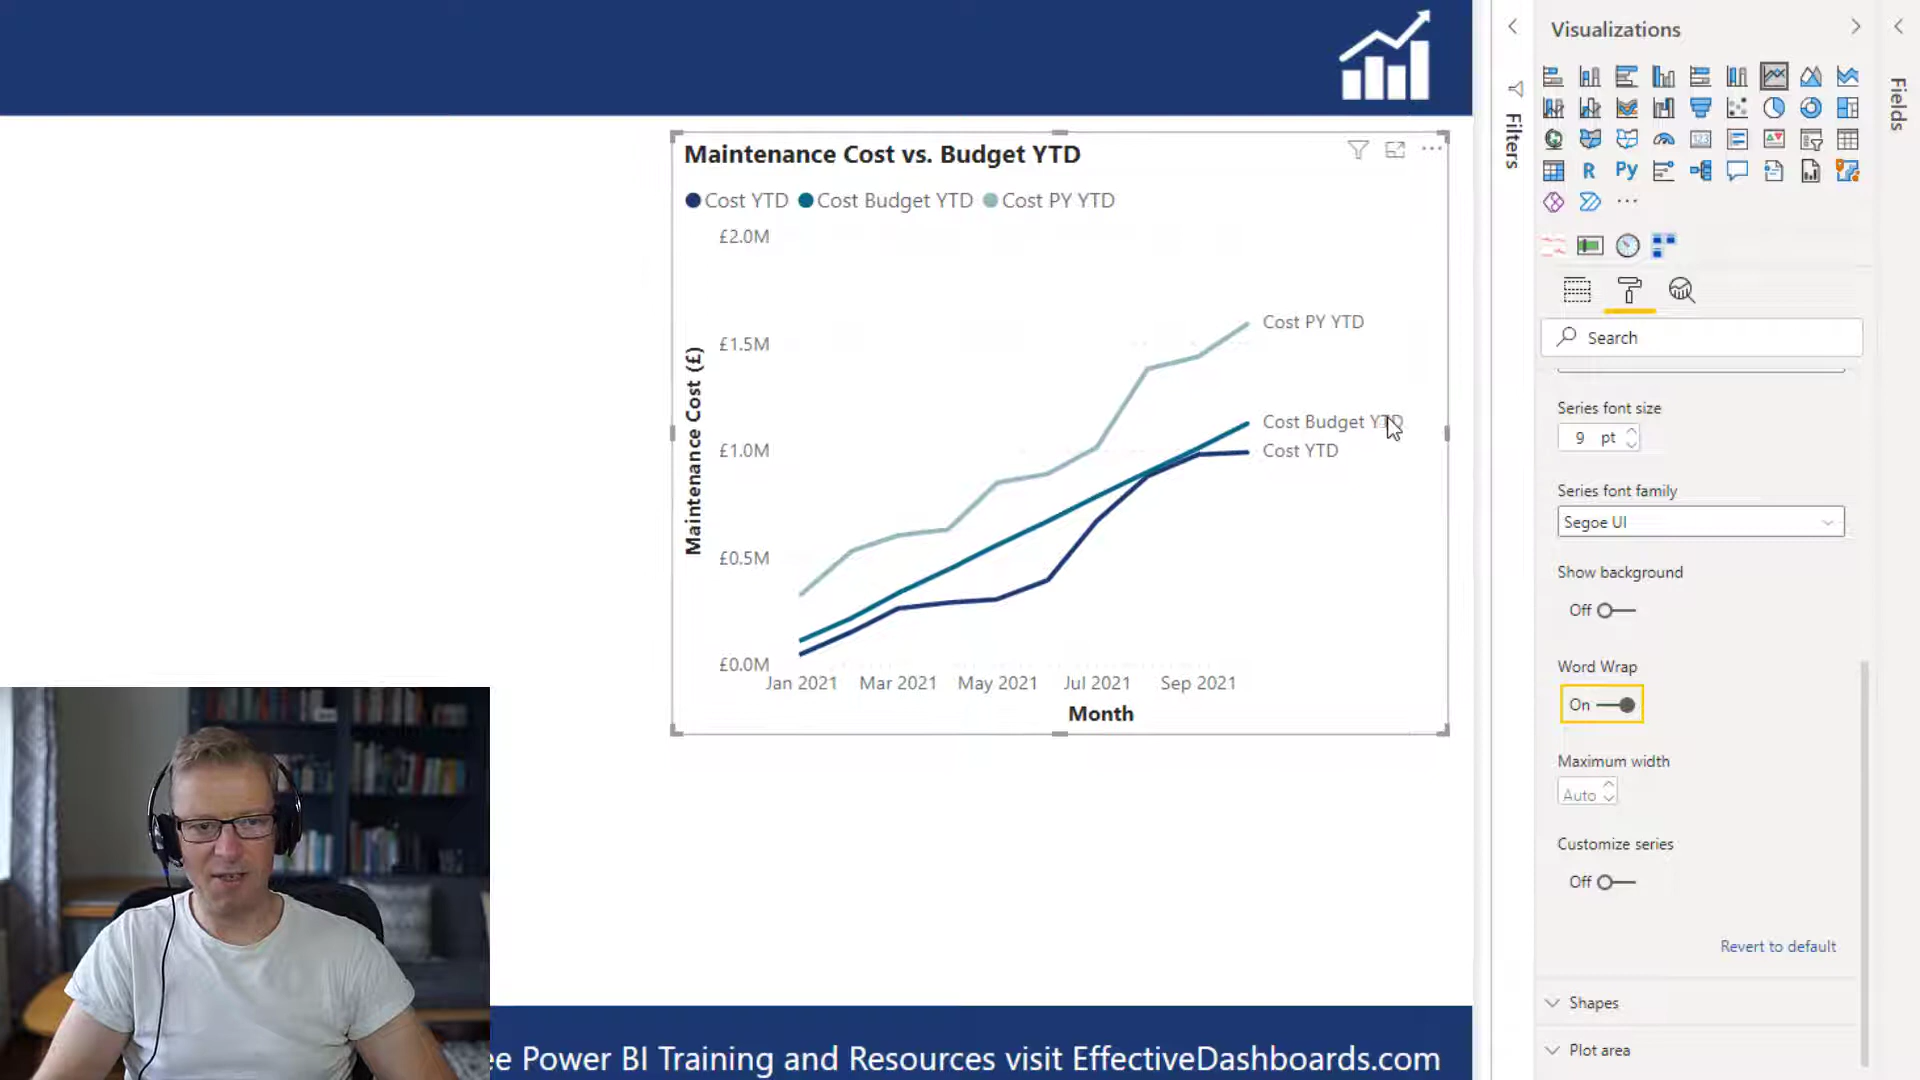 Maintenance Cost vs. Budget YTD
Cost YTD Cost Budget YTD Cost PY YTD
£2.0M
£1.5M
£1.0M
£0.5M
£0.0M
Maintenance Cost (£)
Cost PY YTD
Cost Budget YTD
Cost YTD
Jan 2021 Mar 2021 May 2021 Jul 2021 Sep 2021
Month
ee Power BI Training and Resources visit EffectiveDashboards.com
Filters
Visualizations
R Py
123
Search
Series font size
9 pt
Series font family
Segoe UI
Show background
Off
Word Wrap
On
Maximum width
Auto
Customize series
Off
Revert to default
Shapes
Plot area
Fields